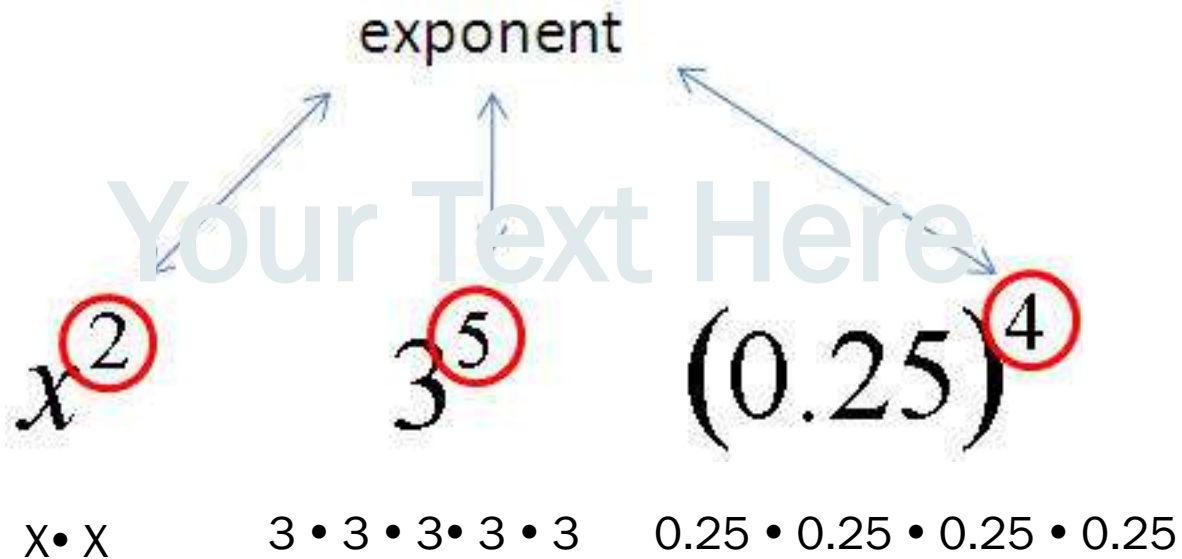 exponent
Your Text Here
x² 3⁵ (0.25)⁴
X• X 3 • 3 • 3• 3 • 3 0.25 • 0.25 • 0.25 • 0.25